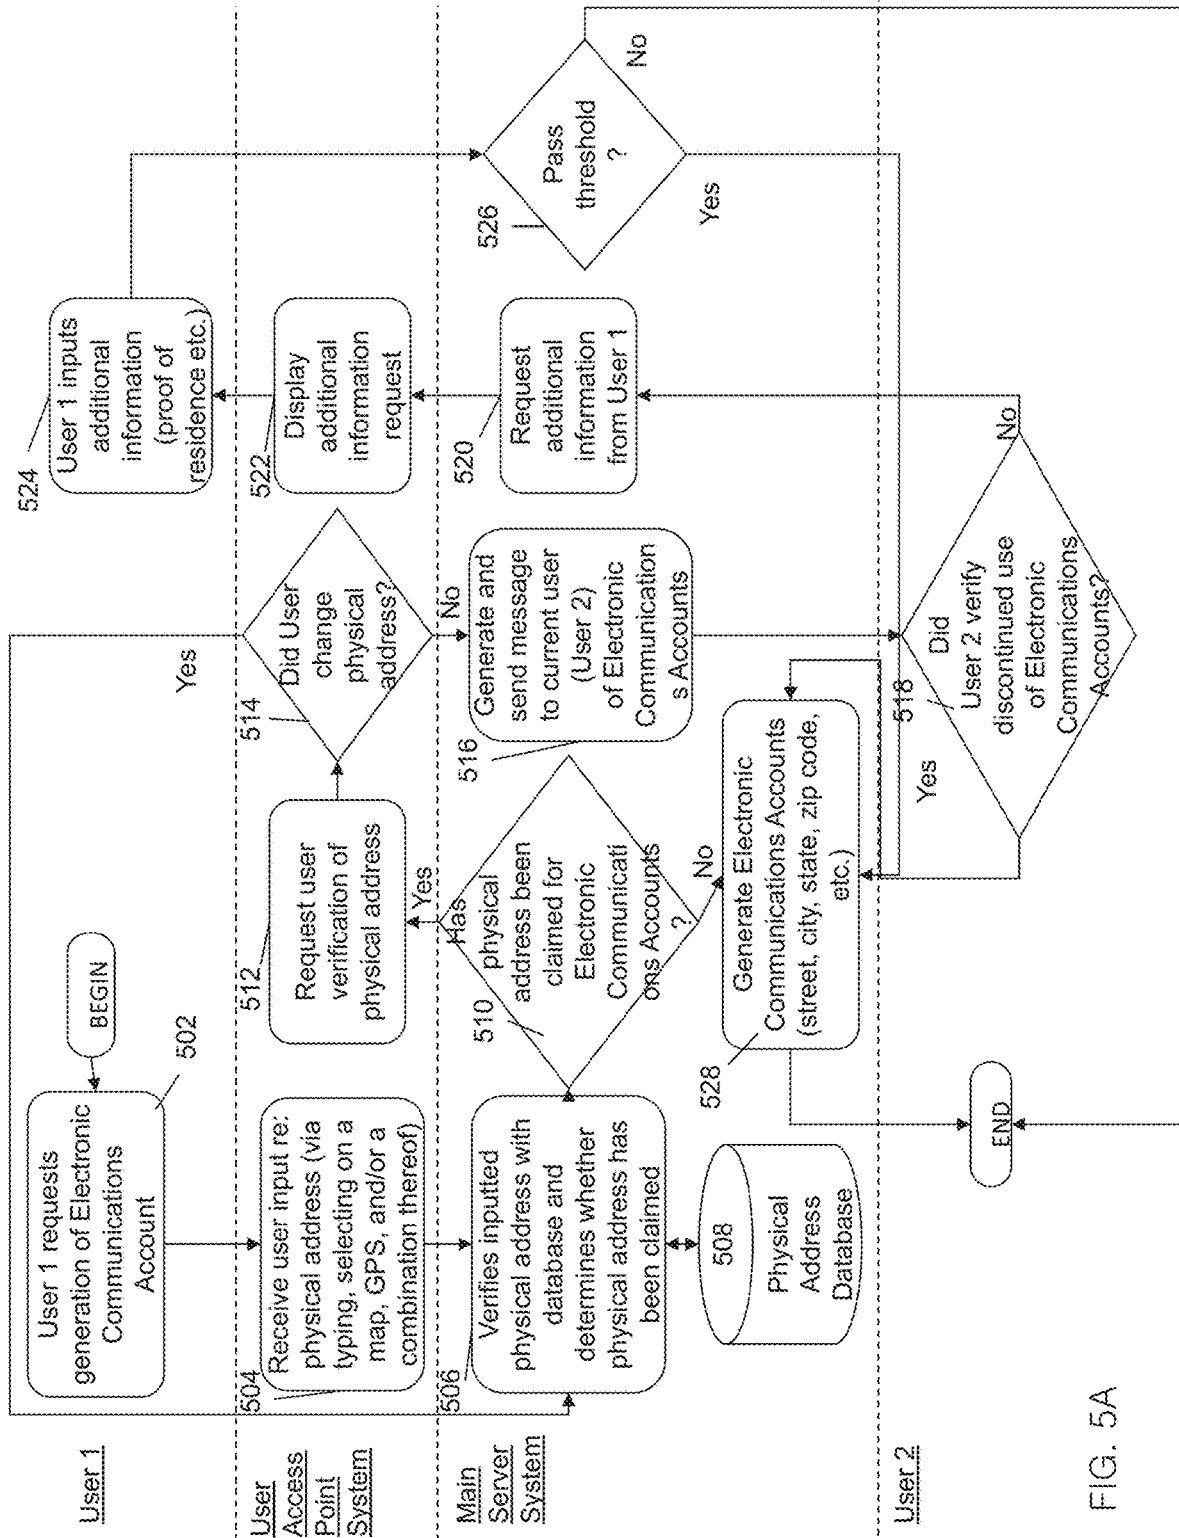 User 1
BEGIN
User 1 requests
generation of Electronic
Communications
Account
502
524
User 1 inputs
additional
information
(proof of
residence etc.)
User
Access
Point
System
504
Receive user input re:
physical address (via
typing, selecting on a
map, GPS, and/or a
combination thereof)
512
Request user
verification of
physical address
514
Did User
change
physical
address?
Yes
No
522
Display
additional
information
request
Main
Server
System
506
Verifies inputted
physical address with
database and
determines whether
physical address has
been claimed
508
Physical
Address
Database
510
Has
physical
address been
claimed for
Electronic
Communicati
ons Accounts
?
Yes
No
516
Generate and
send message
to current user
(User 2)
of Electronic
Communication
s Accounts
520
Request
additional
information
from User 1
526
Pass
threshold
?
No
Yes
528
Generate Electronic
Communications Accounts
(street, city, state, zip code,
etc.)
User 2
END
518
Did
User 2 verify
discontinued use
of Electronic
Communications
Accounts?
Yes
No
FIG. 5A